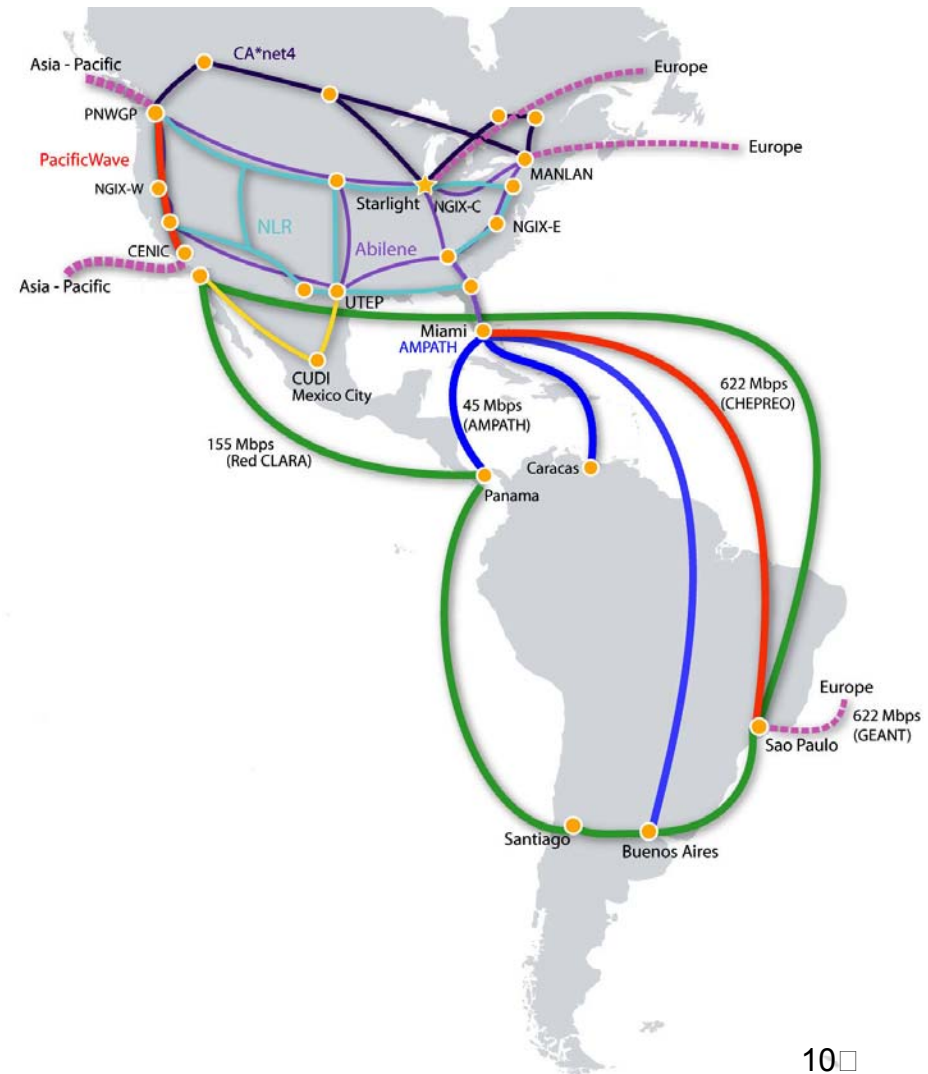 CA*net4
Asia - Pacific
Europe
PNWGP
PacificWave
Europe
MANLAN
NGIX-W
Starlight
NGIX-C
NLR
NGIX-E
Abilene
CENIC
Asia - Pacific
UTEP
Miami
AMPATH
CUDI
Mexico City
622 Mbps
(CHEPREO)
45 Mbps
(AMPATH)
155 Mbps
(Red CLARA)
Caracas
Panama
Europe
622 Mbps
(GEANT)
Sao Paulo
Santiago
Buenos Aires
10□